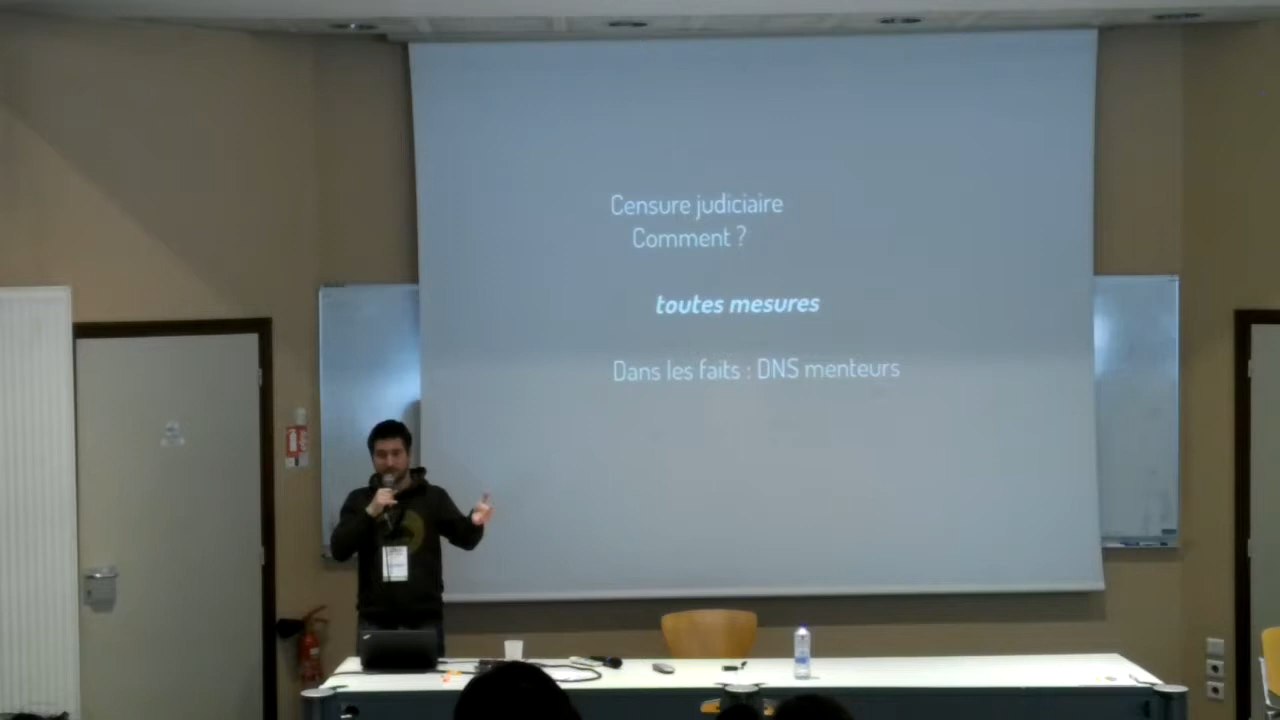 Censure judiciaire
Comment ?
toutes mesures
Dans les faits : DNS menteurs